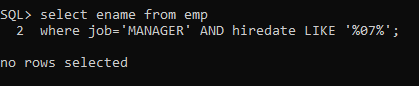 SQL> select ename from emp
  2  where job='MANAGER' AND hiredate LIKE '%07%';
no rows selected